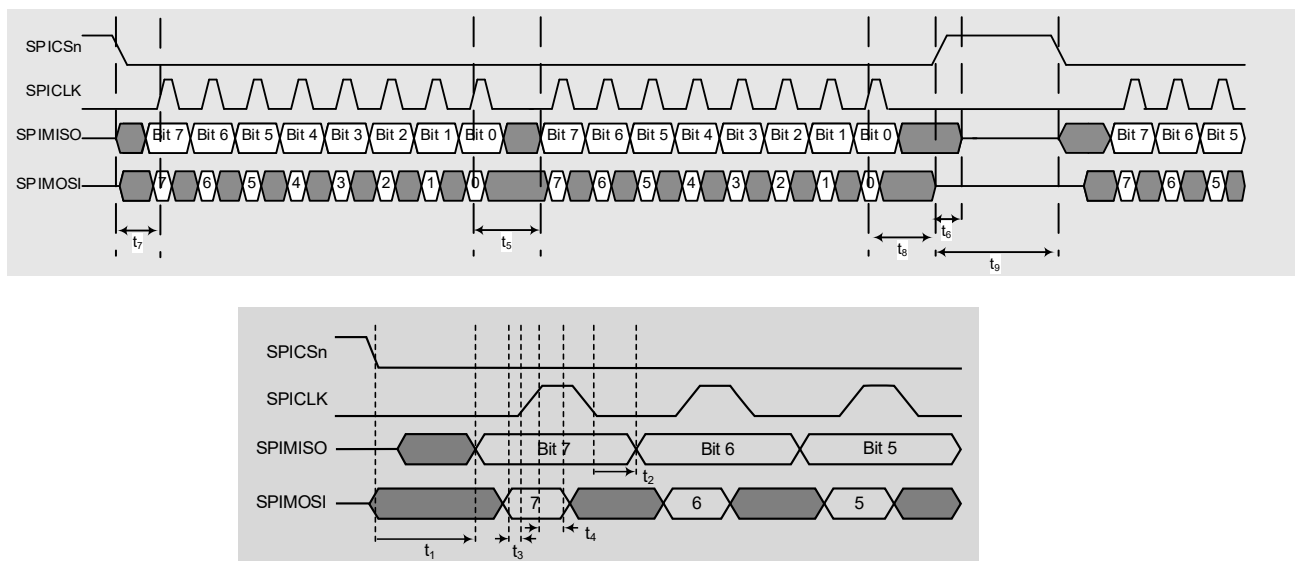 SPICSn
SPICLK
SPIMISO Bit 7 Bit 6 Bit 5 Bit 4 Bit 3 Bit 2 Bit 1 Bit 0 Bit 7 Bit 6 Bit 5 Bit 4 Bit 3 Bit 2 Bit 1 Bit 0 Bit 7 Bit 6 Bit 5
SPIMOSI 7 6 5 4 3 2 1 0 7 6 5 4 3 2 1 0 7 6 5
t6
t7 t5 t8
t9
SPICSn
SPICLK
SPIMISO Bit 7 Bit 6 Bit 5
t2
SPIMOSI 7 6 5
t4
t1 t3